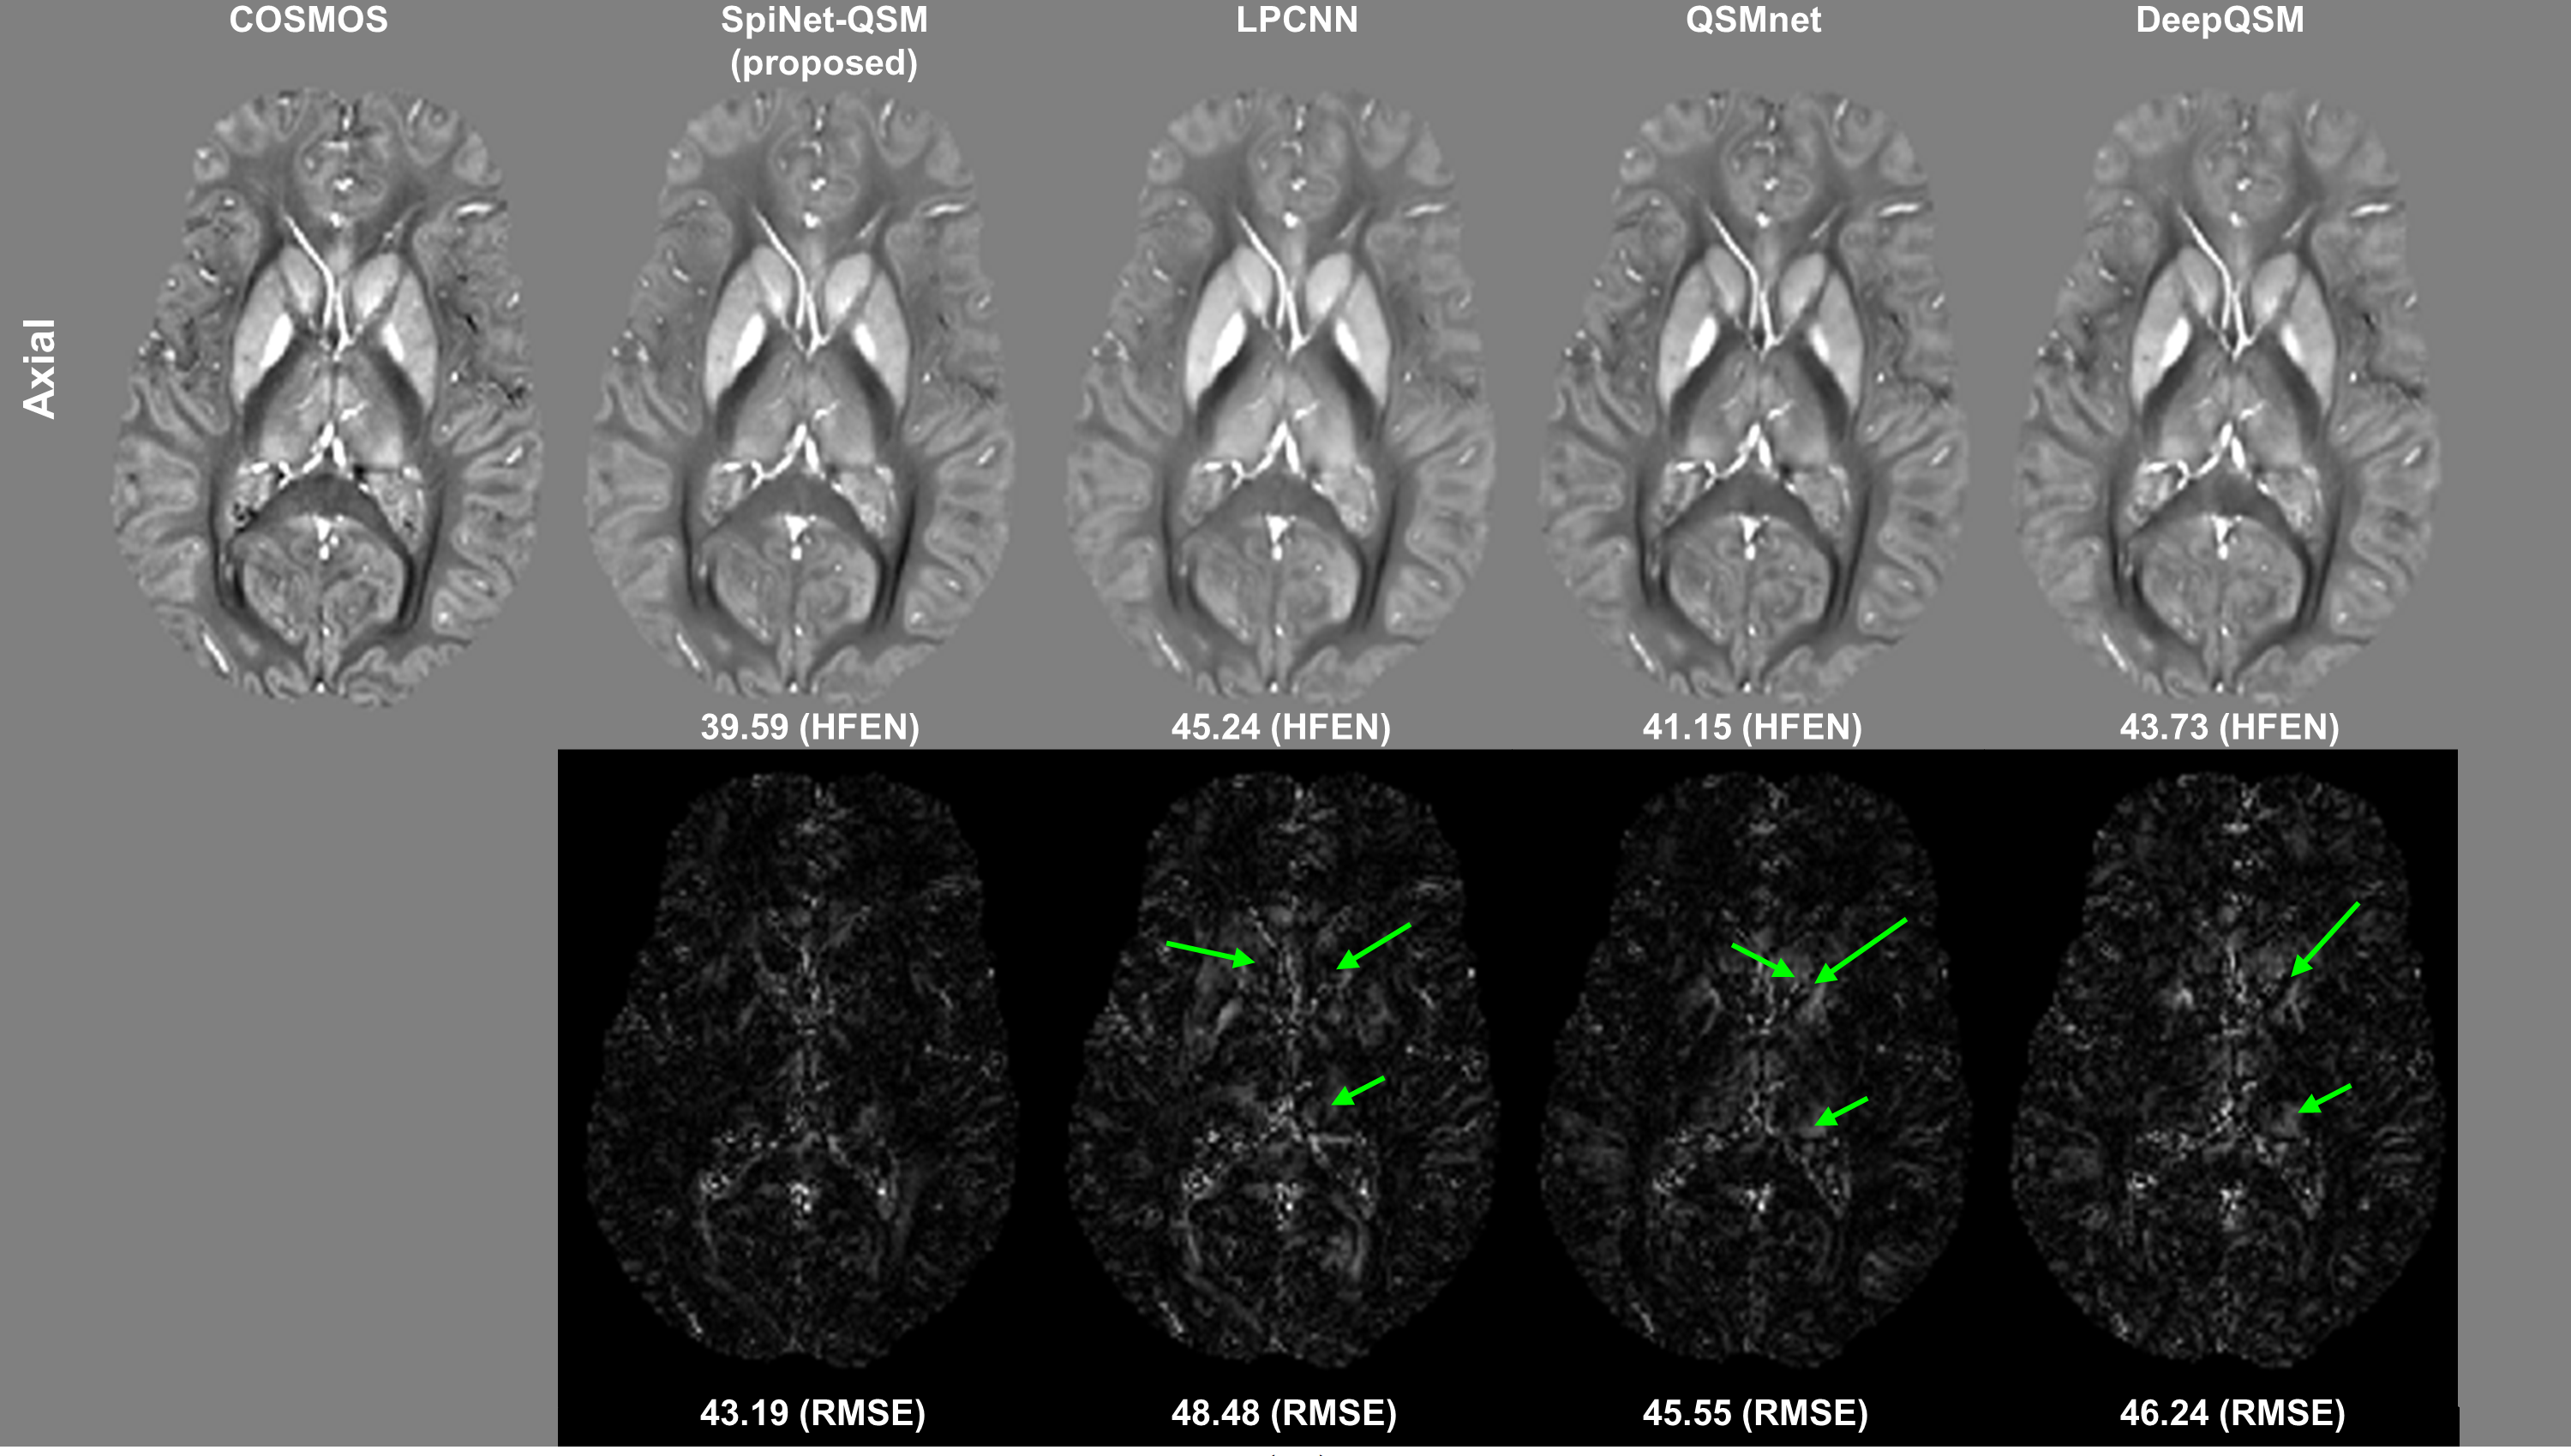 COSMOS
SpiNet-QSM
(proposed)
LPCNN
QSMnet
DeepQSM
Axial
39.59 (HFEN)
45.24 (HFEN)
41.15 (HFEN)
43.73 (HFEN)
43.19 (RMSE)
48.48 (RMSE)
45.55 (RMSE)
46.24 (RMSE)